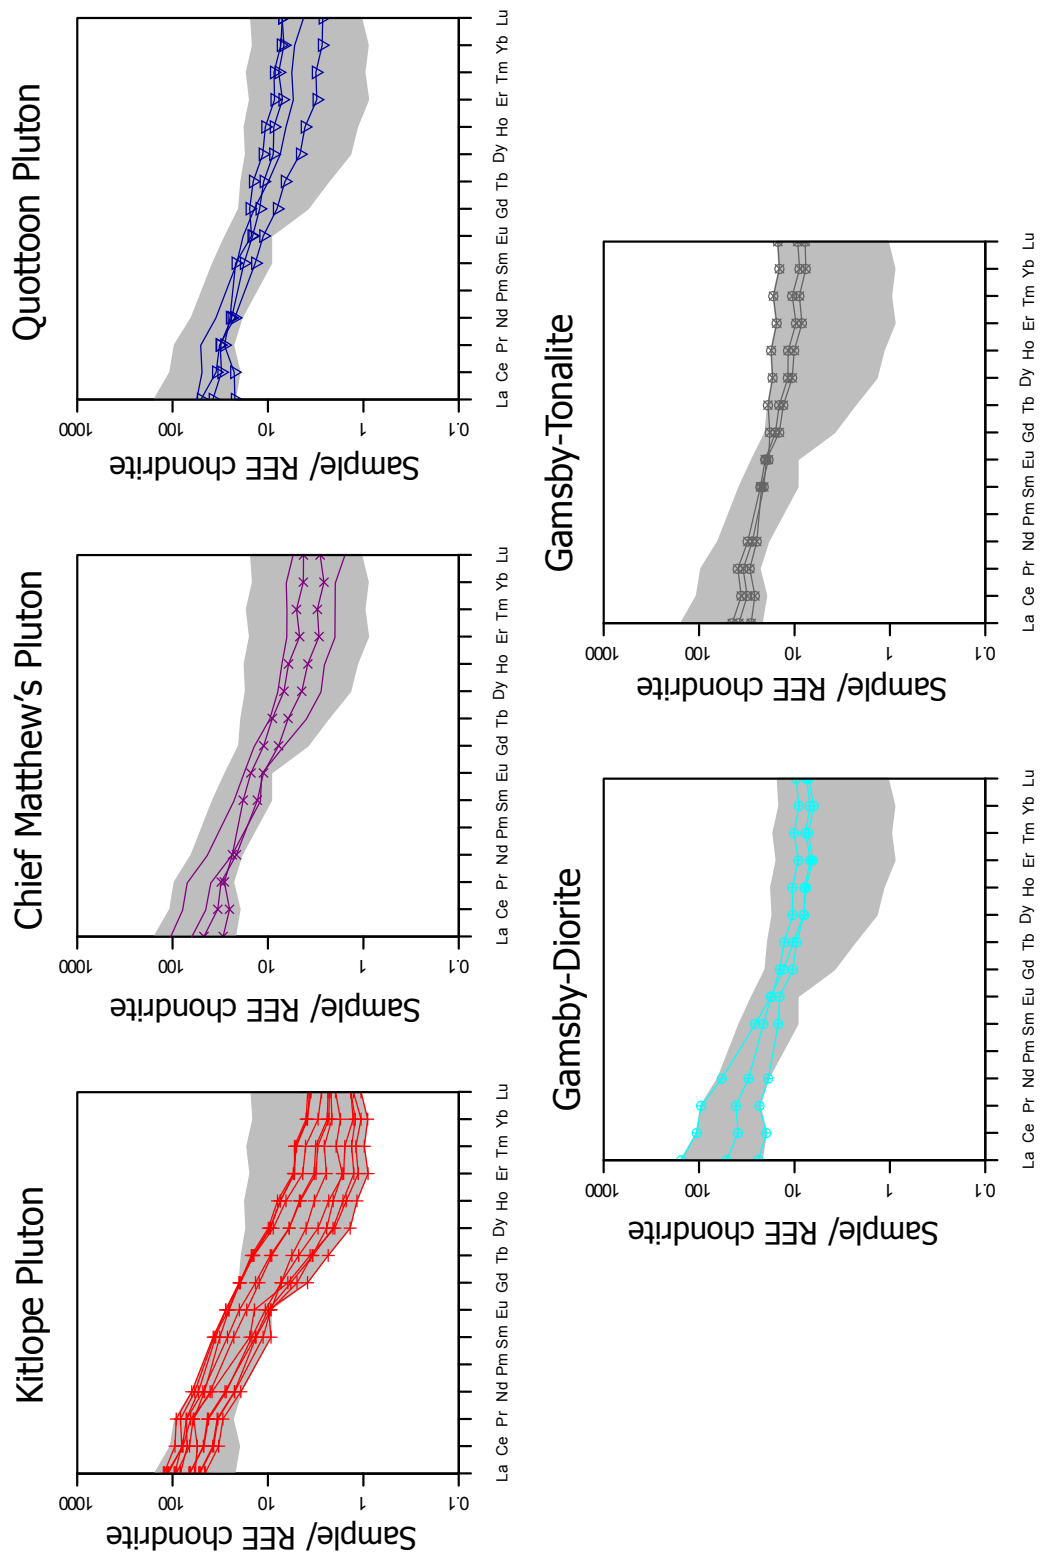 Kitlope Pluton
Sample/ REE chondrite
1000
100
10
1
0.1
La Ce Pr Nd Pm Sm Eu Gd Tb Dy Ho Er Tm Yb Lu
Chief Matthew's Pluton
Sample/ REE chondrite
1000
100
10
1
0.1
La Ce Pr Nd Pm Sm Eu Gd Tb Dy Ho Er Tm Yb Lu
Quottoon Pluton
Sample/ REE chondrite
1000
100
10
1
0.1
La Ce Pr Nd Pm Sm Eu Gd Tb Dy Ho Er Tm Yb Lu
Gamsby-Diorite
Sample/ REE chondrite
1000
100
10
1
0.1
La Ce Pr Nd Pm Sm Eu Gd Tb Dy Ho Er Tm Yb Lu
Gamsby-Tonalite
Sample/ REE chondrite
1000
100
10
1
0.1
La Ce Pr Nd Pm Sm Eu Gd Tb Dy Ho Er Tm Yb Lu